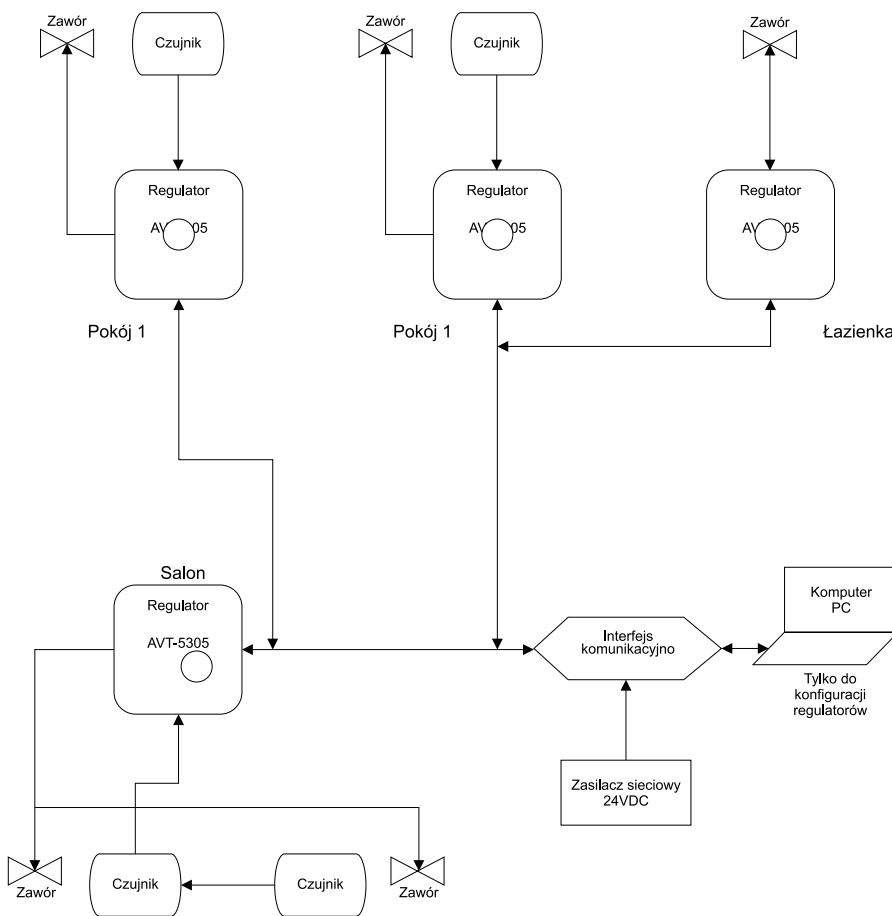 Zawór
Czujnik
Zawór
Czujnik
Zawór
Regulator
Regulator
Regulator
Pokój 1
Pokój 1
Łazienka
Salon
Regulator
AVT-5305
Interfejs
komunikacyjno
Komputer
PC
Tylko do
konfiguracji
regulatorów
Zasilacz sieciowy
24VDC
Zawór
Czujnik
Czujnik
Zawór